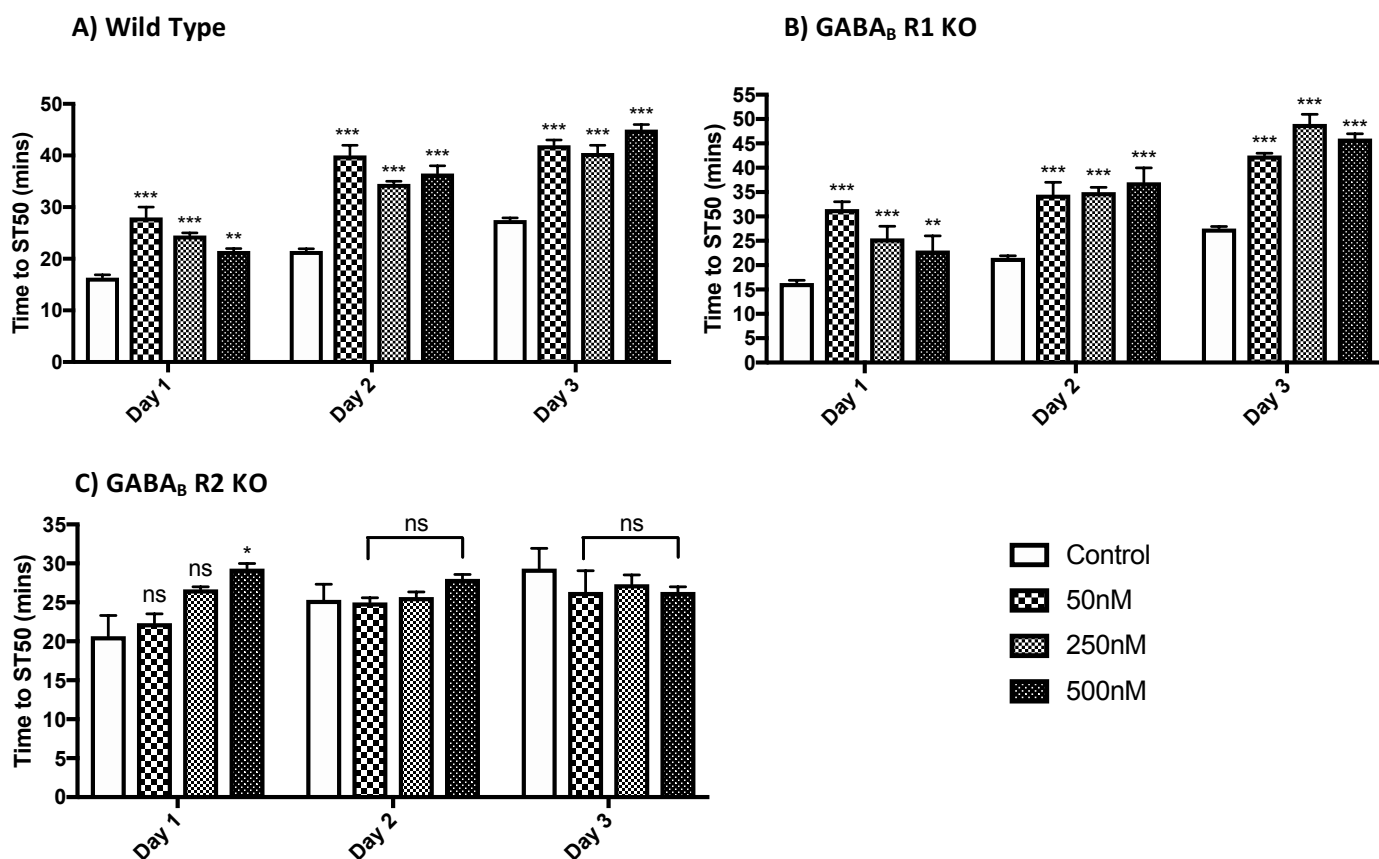 A) Wild Type
Time to ST50 (mins)
50
40
30
20
10
0
***
***
**
***
***
***
***
***
***
Day 1
Day 2
Day 3
B) GABAB R1 KO
Time to ST50 (mins)
55
50
45
40
35
30
25
20
15
10
5
0
***
***
**
***
***
***
***
***
***
Day 1
Day 2
Day 3
C) GABAB R2 KO
Time to ST50 (mins)
35
30
25
20
15
10
5
0
ns
ns
*
ns
ns
Day 1
Day 2
Day 3
Control
50nM
250nM
500nM